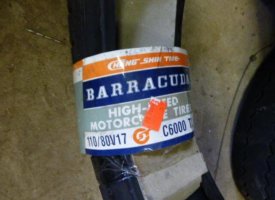 CHENG SHIN TIRE
BARRACUDA
HIGH-SPEED
MOTORCYCLE TIRE
110/80V17 C6000 T